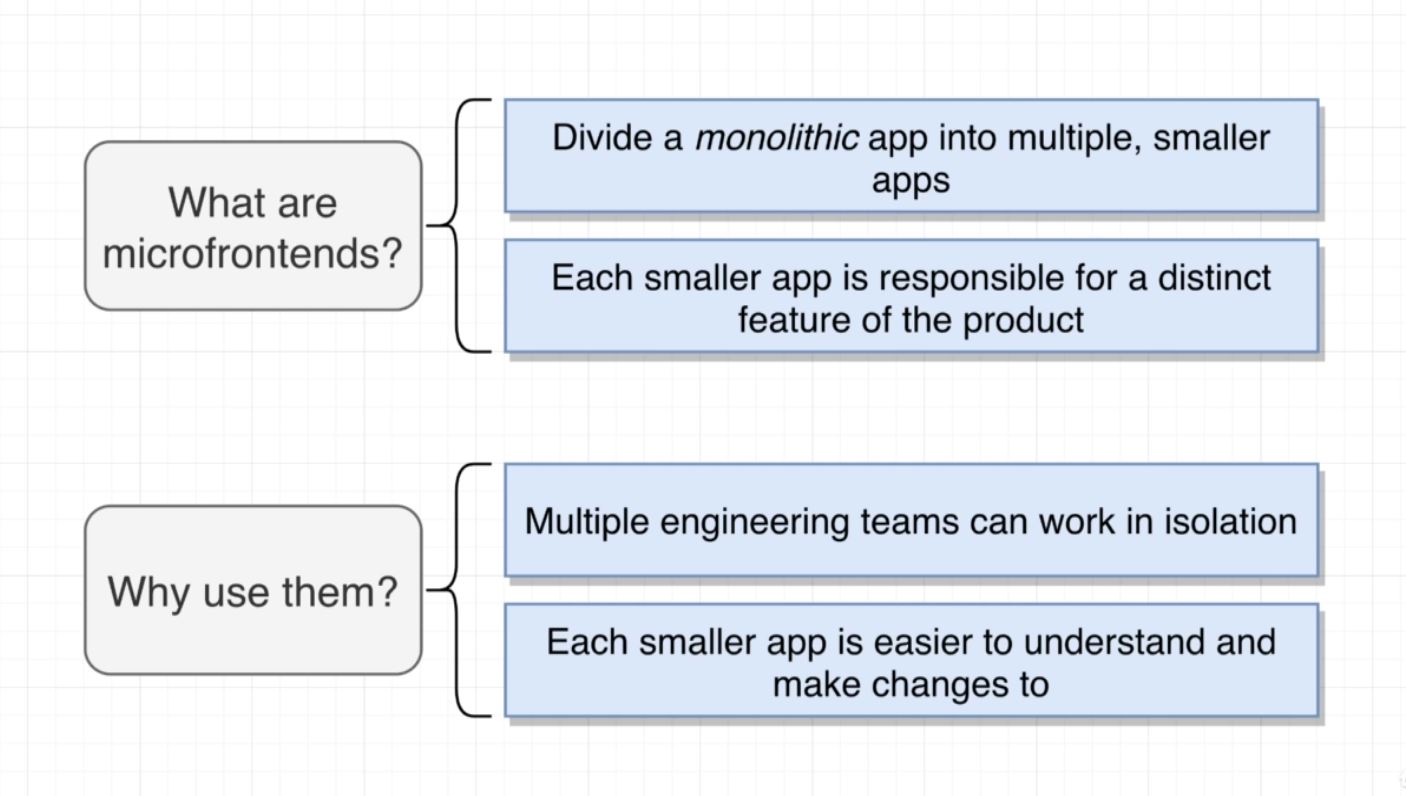 What are
microfrontends?
Divide a monolithic app into multiple, smaller
apps
Each smaller app is responsible for a distinct
feature of the product
Why use them?
Multiple engineering teams can work in isolation
Each smaller app is easier to understand and
make changes to